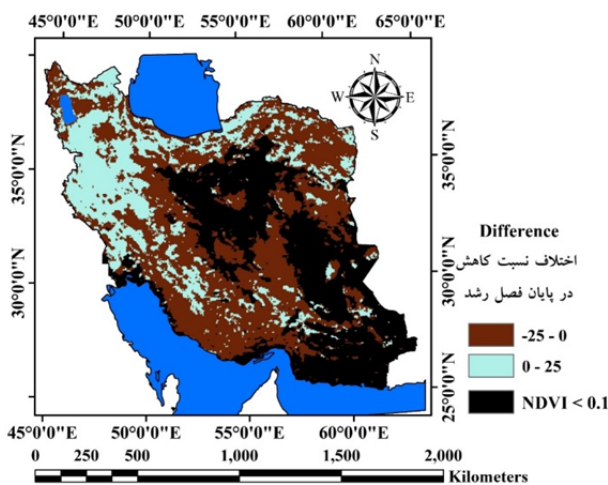 45°0'0"E 50°0'0"E 55°0'0"E 60°0'0"E 65°0'0"E
N
W E
S
35°0'0"N 35°0'0"N
30°0'0"N 30°0'0"N
25°0'0"N
Difference
اختلاف نسبت کاهش
در پایان فصل رشد
-25 - 0
0 - 25
NDVI < 0.1
45°0'0"E 50°0'0"E 55°0'0"E 60°0'0"E
0 250 500 1,000 1,500 2,000
Kilometers